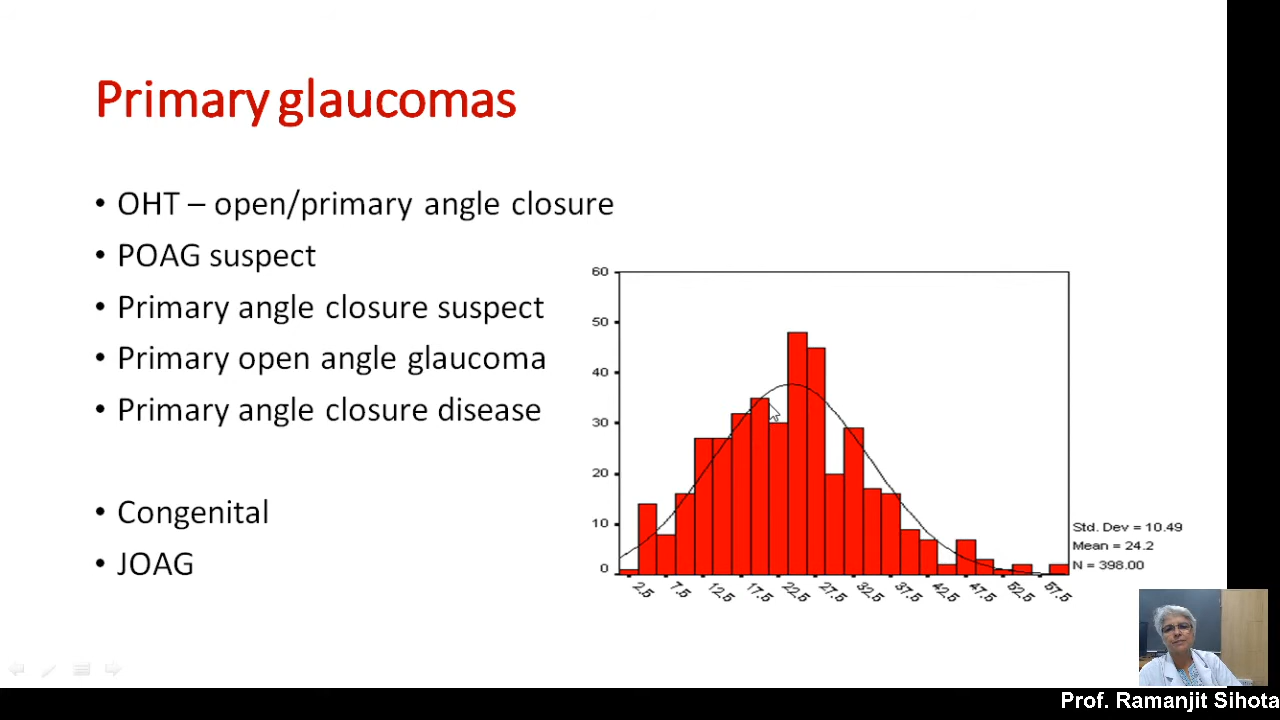 Primary glaucomas
• OHT – open/primary angle closure
• POAG suspect
• Primary angle closure suspect
• Primary open angle glaucoma
• Primary angle closure disease
• Congenital
• JOAG
60
50
40
30
20
10
0
2.5 7.5 12.5 17.5 22.5 27.5 32.5 37.5 42.5 47.5 52.5 57.5
Std. Dev = 10.49
Mean = 24.2
N = 398.00
Prof. Ramanjit Sihota